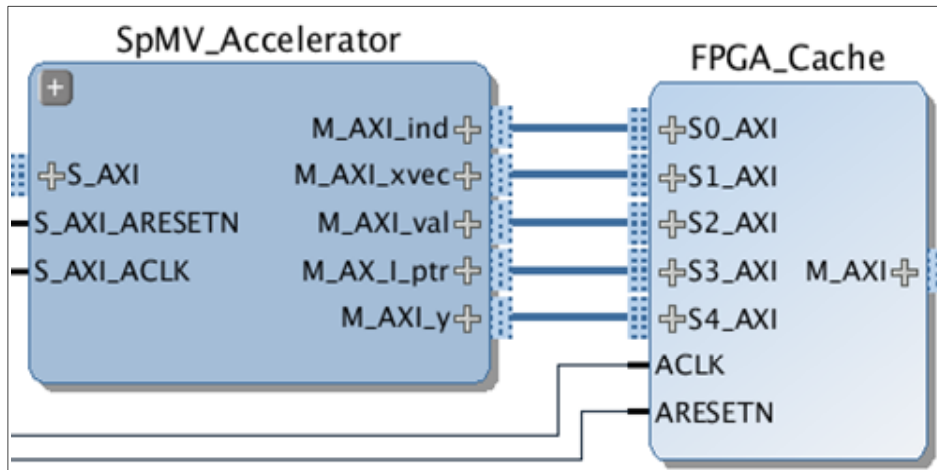 SpMV_Accelerator
M_AXI_ind
S_AXI
M_AXI_xvec
S_AXI_ARESETN
M_AXI_val
S_AXI_ACLK
M_AX_I_ptr
M_AXI_y
FPGA_Cache
S0_AXI
S1_AXI
S2_AXI
S3_AXI
M_AXI
S4_AXI
ACLK
ARESETN